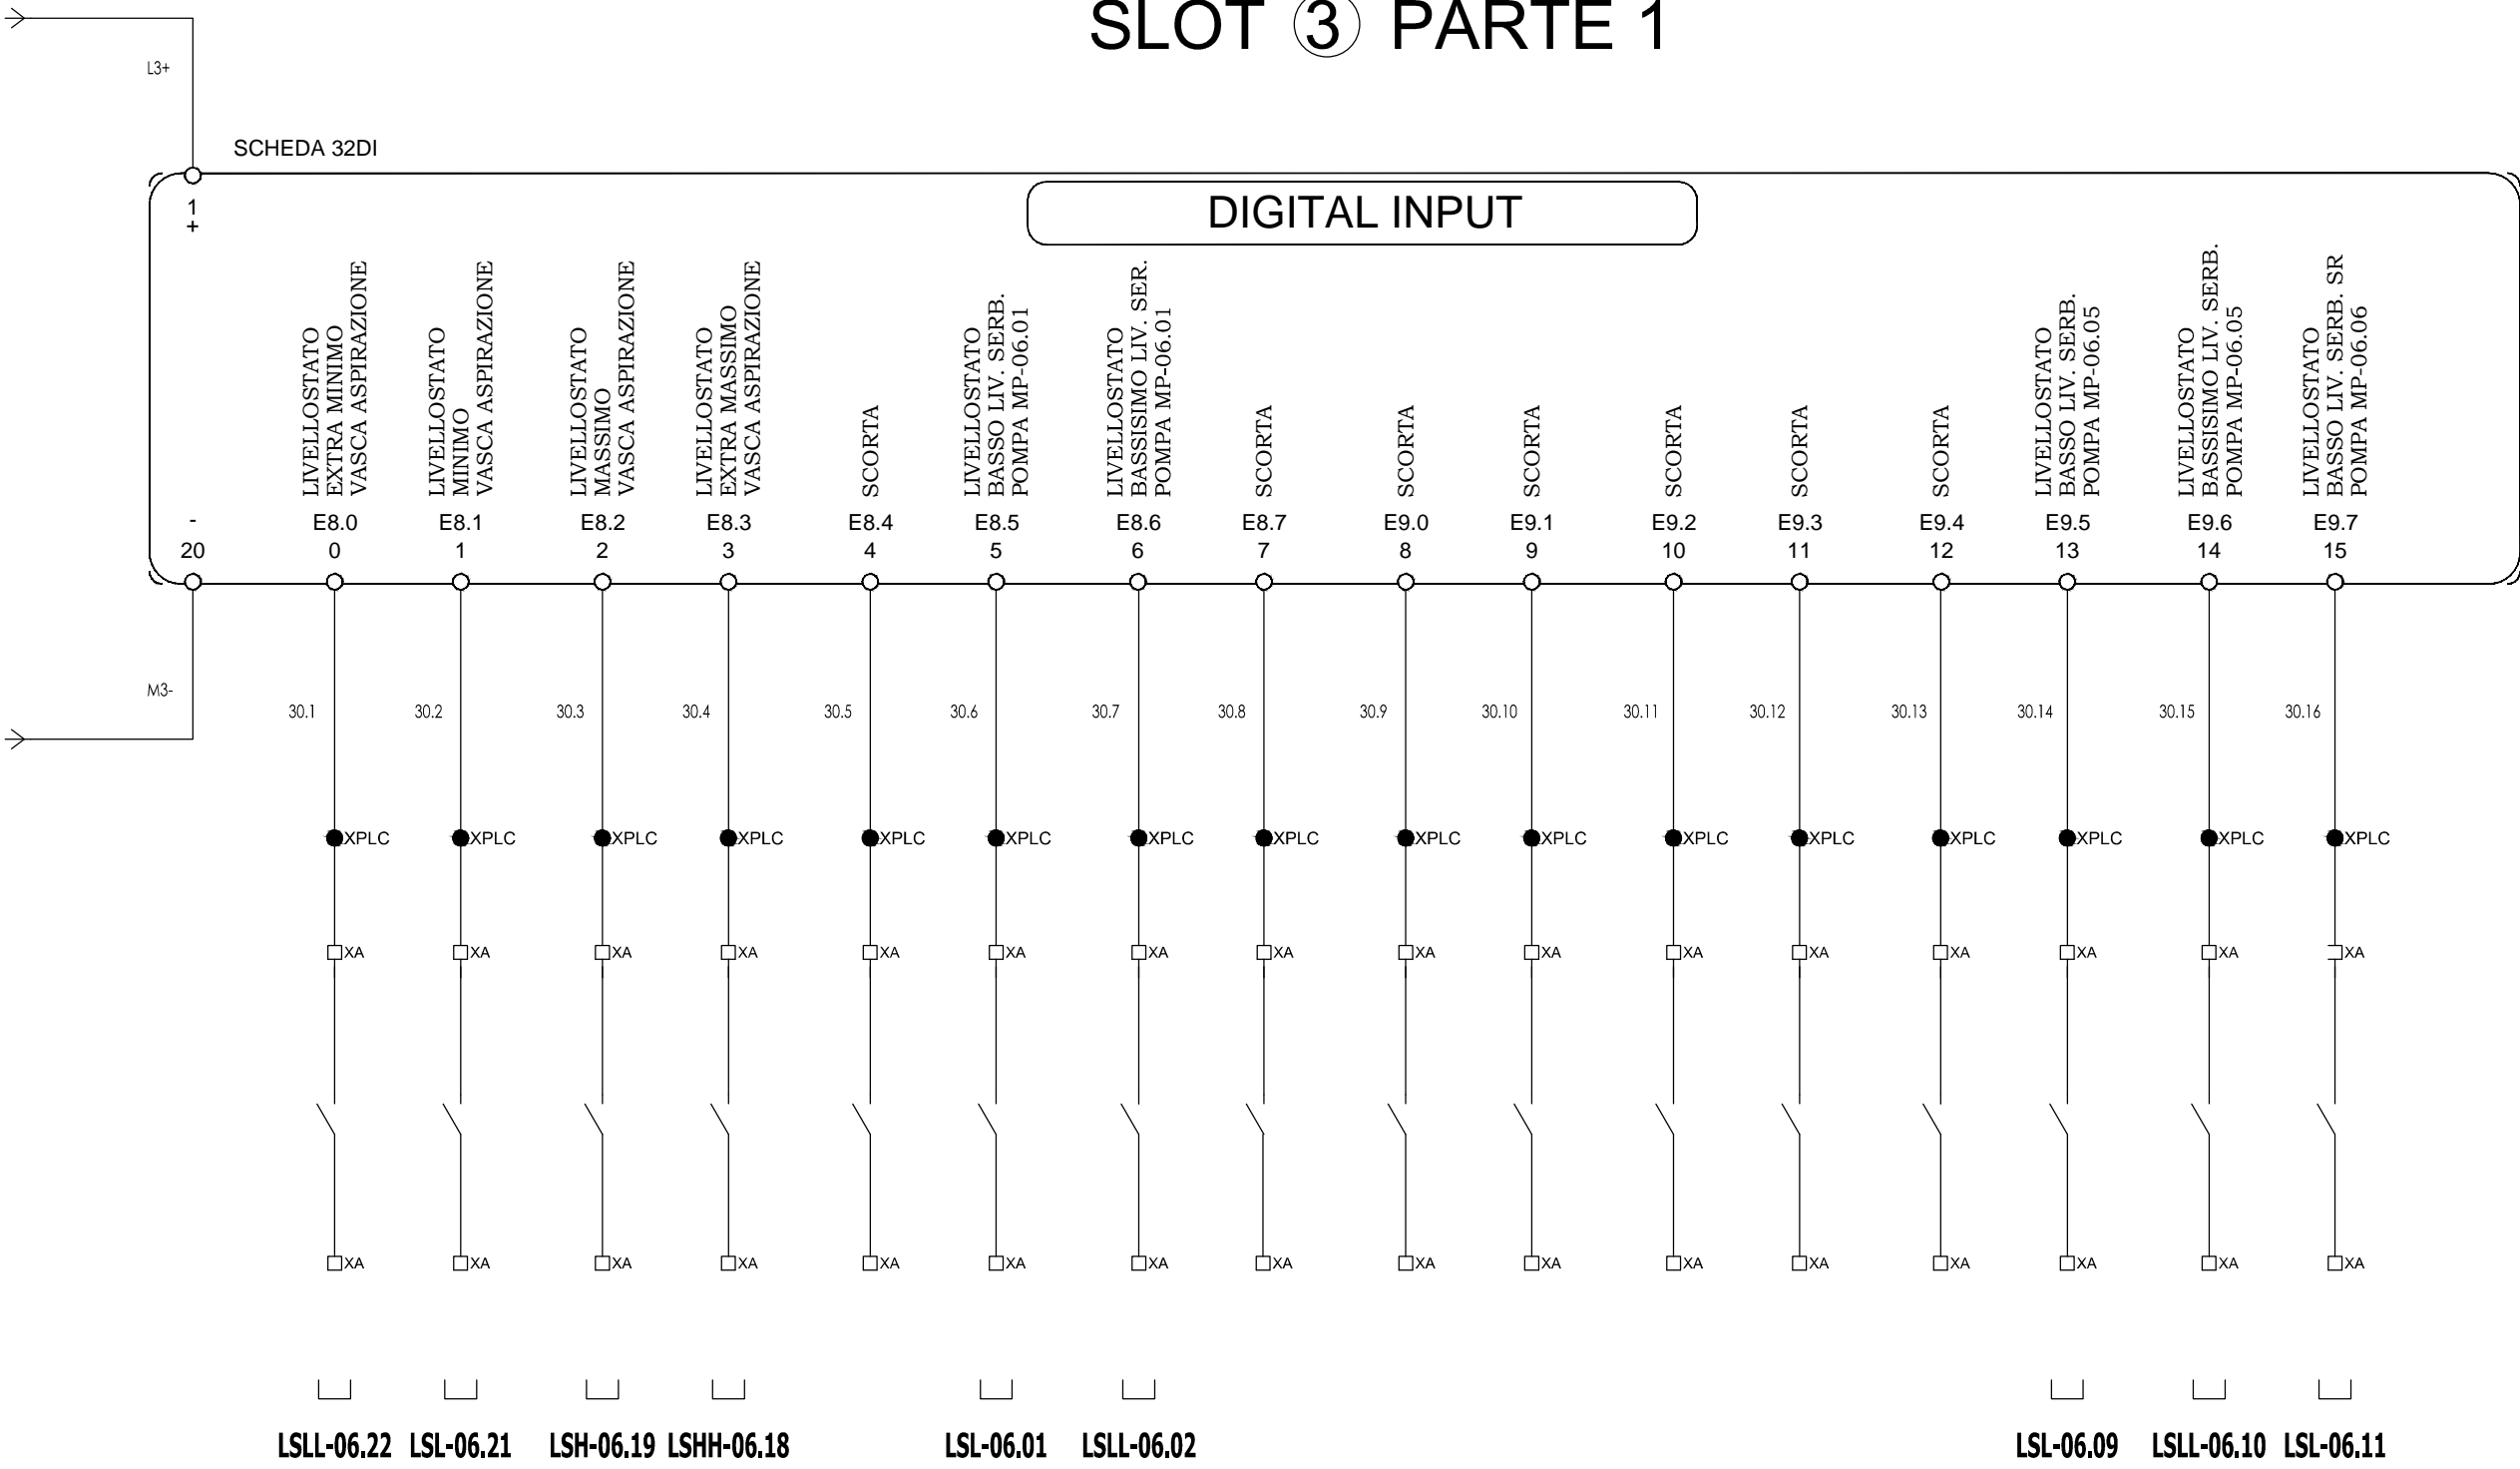 SLOT 3 PARTE 1
L3+
SCHEDA 32DI
1
+
DIGITAL INPUT
LIVELLOSTATO
EXTRA MINIMO
VASCA ASPIRAZIONE
LIVELLOSTATO
MINIMO
VASCA ASPIRAZIONE
LIVELLOSTATO
MASSIMO
VASCA ASPIRAZIONE
LIVELLOSTATO
EXTRA MASSIMO
VASCA ASPIRAZIONE
SCORTA
LIVELLOSTATO
BASSO LIV. SERB.
POMPA MP-06.01
LIVELLOSTATO
BASSISIMO LIV. SER.
POMPA MP-06.01
SCORTA
SCORTA
SCORTA
SCORTA
SCORTA
SCORTA
LIVELLOSTATO
BASSO LIV. SERB.
POMPA MP-06.05
LIVELLOSTATO
BASSISIMO LIV. SERB.
POMPA MP-06.05
LIVELLOSTATO
BASSO LIV. SERB. SR
POMPA MP-06.06
- E8.0 E8.1 E8.2 E8.3 E8.4 E8.5 E8.6 E8.7 E9.0 E9.1 E9.2 E9.3 E9.4 E9.5 E9.6 E9.7
20 0 1 2 3 4 5 6 7 8 9 10 11 12 13 14 15
M3-
30.1 30.2 30.3 30.4 30.5 30.6 30.7 30.8 30.9 30.10 30.11 30.12 30.13 30.14 30.15 30.16
XPLC XPLC XPLC XPLC XPLC XPLC XPLC XPLC XPLC XPLC XPLC XPLC XPLC XPLC XPLC XPLC
XA XA XA XA XA XA XA XA XA XA XA XA XA XA XA XA
XA XA XA XA XA XA XA XA XA XA XA XA XA XA XA XA
LSLL-06.22 LSL-06.21 LSH-06.19 LSHH-06.18 LSL-06.01 LSLL-06.02 LSL-06.09 LSLL-06.10 LSL-06.11